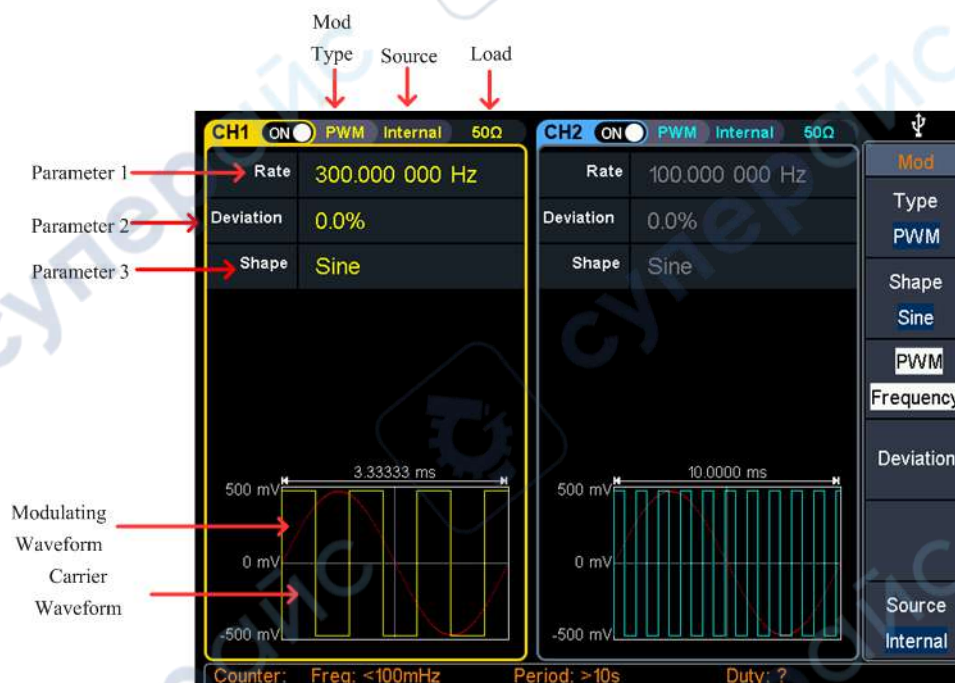 Mod
Type Source Load
CH1 ON PWM Internal 50Ω CH2 ON PWM Internal 50Ω
Mod
Parameter 1 Rate 300.000 000 Hz Rate 100.000 000 Hz
Type
PWM
Parameter 2 Deviation 0.0% Deviation 0.0%
Parameter 3 Shape Sine Shape Sine
Shape
Sine
PWM
Frequency
Deviation
3.33333 ms 10.0000 ms
500 mV 500 mV
Modulating
Waveform
0 mV 0 mV
Carrier
Waveform
Source
Internal
-500 mV -500 mV
Counter: Freq: <100mHz Period: >10s Duty: ?
суперайс